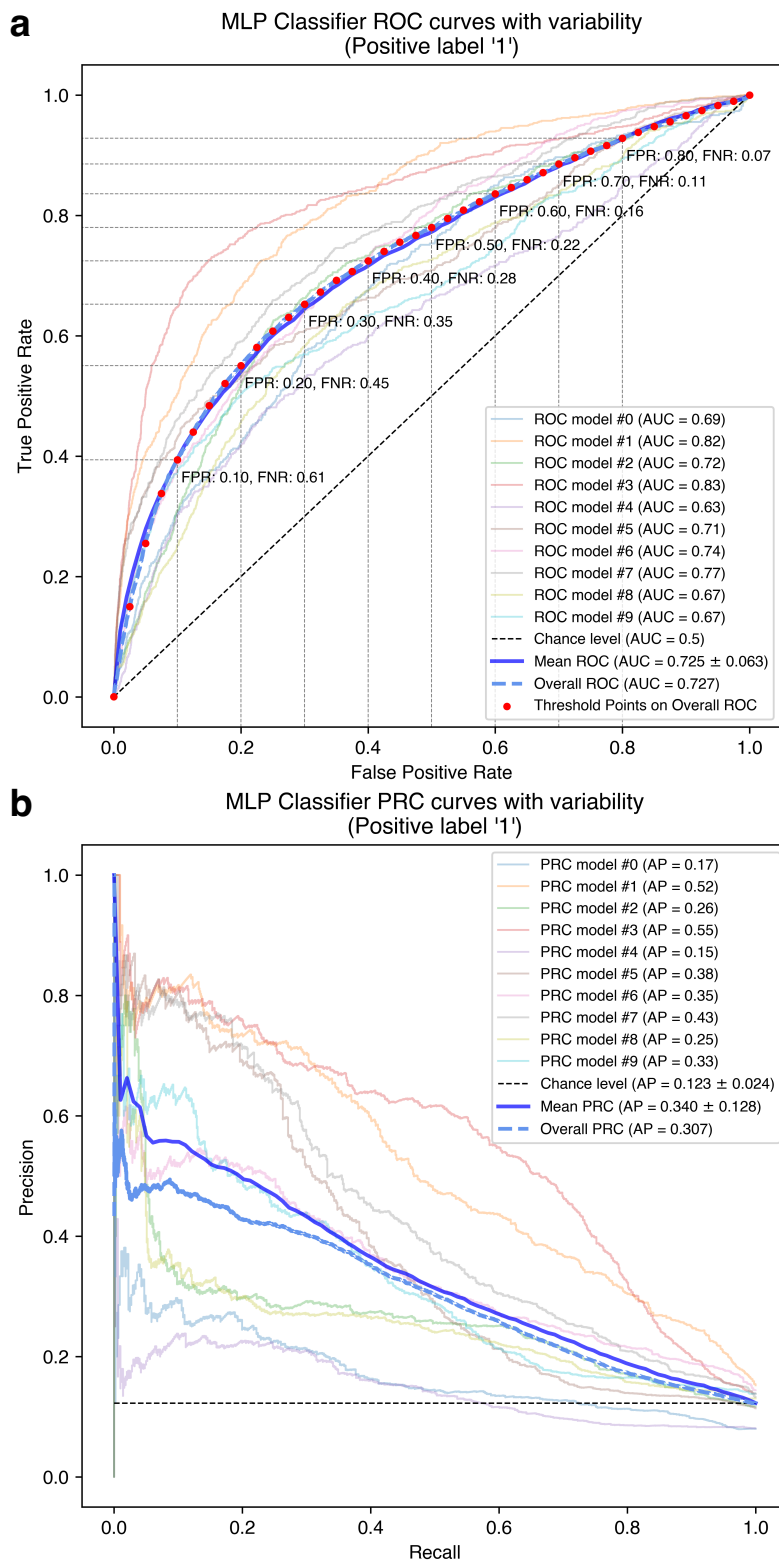 a
MLP Classifier ROC curves with variability
(Positive label '1')
True Positive Rate
1.0
0.8
0.6
0.4
0.2
0.0
FPR: 0.80, FNR: 0.07
FPR: 0.70, FNR: 0.11
FPR: 0.60, FNR: 0.16
FPR: 0.50, FNR: 0.22
FPR: 0.40, FNR: 0.28
FPR: 0.30, FNR: 0.35
FPR: 0.20, FNR: 0.45
FPR: 0.10, FNR: 0.61
ROC model #0 (AUC = 0.69)
ROC model #1 (AUC = 0.82)
ROC model #2 (AUC = 0.72)
ROC model #3 (AUC = 0.83)
ROC model #4 (AUC = 0.63)
ROC model #5 (AUC = 0.71)
ROC model #6 (AUC = 0.74)
ROC model #7 (AUC = 0.77)
ROC model #8 (AUC = 0.67)
ROC model #9 (AUC = 0.67)
Chance level (AUC = 0.5)
Mean ROC (AUC = 0.725 ± 0.063)
Overall ROC (AUC = 0.727)
Threshold Points on Overall ROC
0.0 0.2 0.4 0.6 0.8 1.0
False Positive Rate
b
MLP Classifier PRC curves with variability
(Positive label '1')
Precision
1.0
0.8
0.6
0.4
0.2
0.0
PRC model #0 (AP = 0.17)
PRC model #1 (AP = 0.52)
PRC model #2 (AP = 0.26)
PRC model #3 (AP = 0.55)
PRC model #4 (AP = 0.15)
PRC model #5 (AP = 0.38)
PRC model #6 (AP = 0.35)
PRC model #7 (AP = 0.43)
PRC model #8 (AP = 0.25)
PRC model #9 (AP = 0.33)
Chance level (AP = 0.123 ± 0.024)
Mean PRC (AP = 0.340 ± 0.128)
Overall PRC (AP = 0.307)
0.0 0.2 0.4 0.6 0.8 1.0
Recall